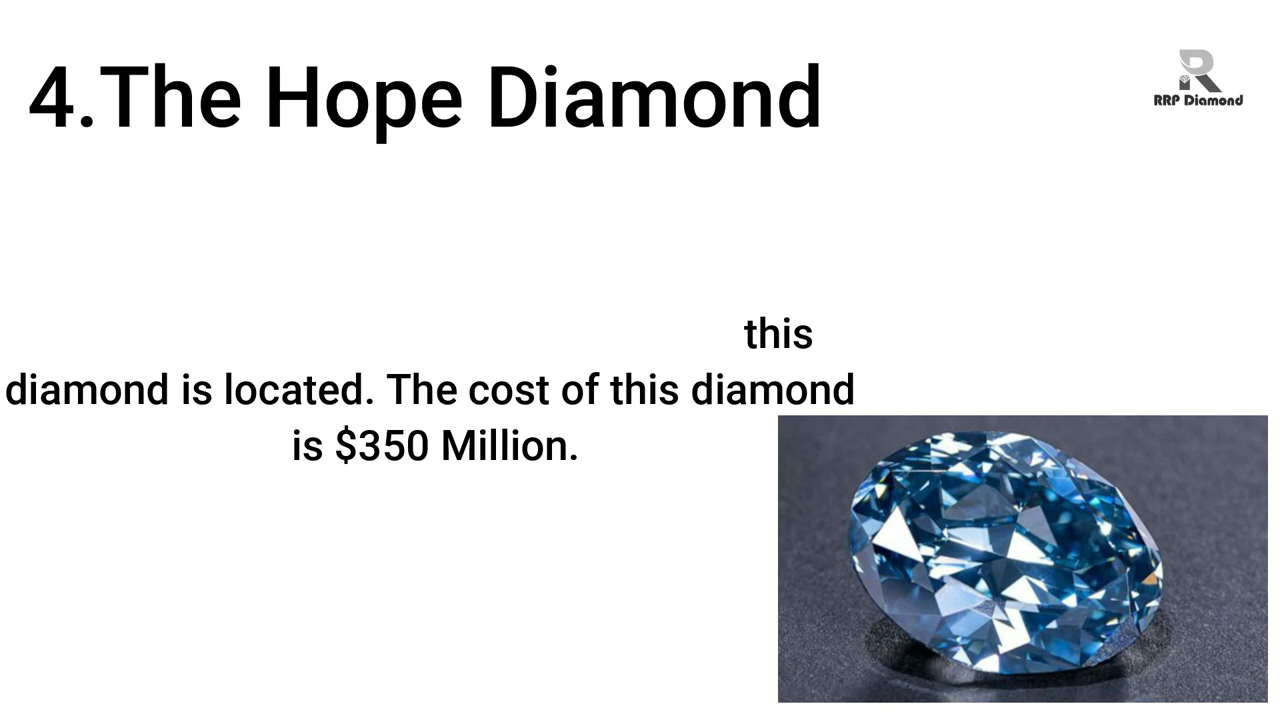 4.The Hope Diamond
RRP Diamond
this
diamond is located. The cost of this diamond
is $350 Million.